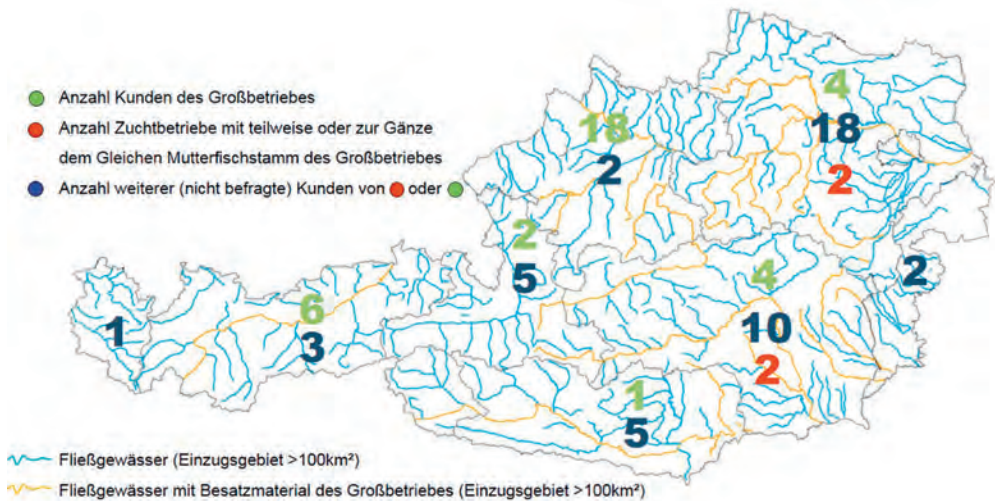 Anzahl Kunden des Großbetriebes
Anzahl Zuchtbetriebe mit teilweise oder zur Gänze
dem Gleichen Mutterfischstamm des Großbetriebes
Anzahl weiterer (nicht befragte) Kunden von oder
4
18
18
2
2
2
2
5
4
2
6
1
3
10
2
1
5
Fließgewässer (Einzugsgebiet >100km²)
Fließgewässer mit Besatzmaterial des Großbetriebes (Einzugsgebiet >100km²)